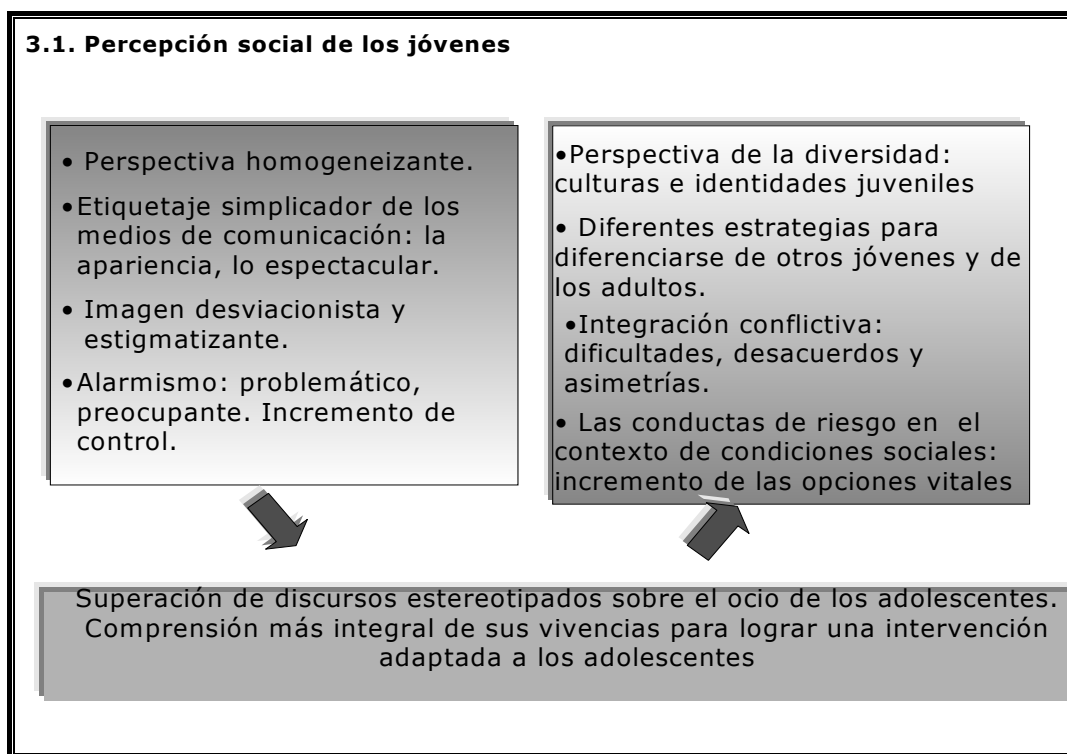 3.1. Percepción social de los jóvenes
• Perspectiva homogeneizante.
•Etiquetaje simplicador de los
medios de comunicación: la
apariencia, lo espectacular.
• Imagen desviacionista y
estigmatizante.
•Alarmismo: problemático,
preocupante. Incremento de
control.
•Perspectiva de la diversidad:
culturas e identidades juveniles
• Diferentes estrategias para
diferenciarse de otros jóvenes y de
los adultos.
•Integración conflictiva:
dificultades, desacuerdos y
asimetrías.
• Las conductas de riesgo en el
contexto de condiciones sociales:
incremento de las opciones vitales
Superación de discursos estereotipados sobre el ocio de los adolescentes.
Comprensión más integral de sus vivencias para lograr una intervención
adaptada a los adolescentes